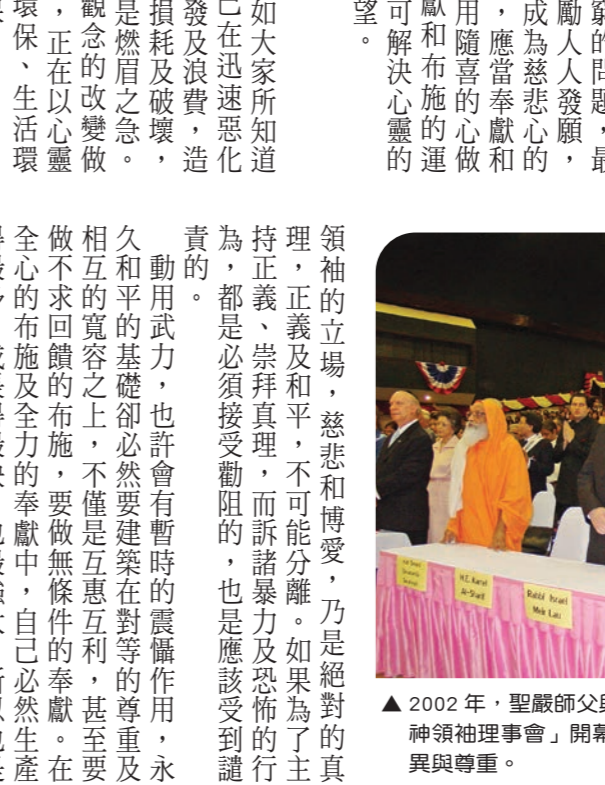 窮的問題，最
勵人人發願，
成為慈悲心的
，應當奉獻和
用隨喜的心做
獻和布施的運
可解決心靈的
望。
如大家所知道
已在迅速惡化
發及浪費，造
損耗及破壞，
是燃眉之急。
觀念的改變做
，正在以心靈
環保、生活環
領袖的立場，慈悲和博愛，乃是絕對的真
理，正義及和平，不可能分離。如果為了主
持正義、崇拜真理，而訴諸暴力及恐怖的行
為，都是必須接受勸阻的，也是應該受到譴
責的。
動用武力，也許會有暫時的震懾作用，永
久和平的基礎卻必然要建築在對等的尊重及
相互的寬容之上，不僅是互惠互利，甚至要
做不求回饋的布施，要做無條件的奉獻。在
全心的布施及全力的奉獻中，自己必然生產
H.E. Karel
Al-Sharif
Rabbi Israel
Meir Lau
▲ 2002 年，聖嚴師父與
神領袖理事會」開幕
異與尊重。